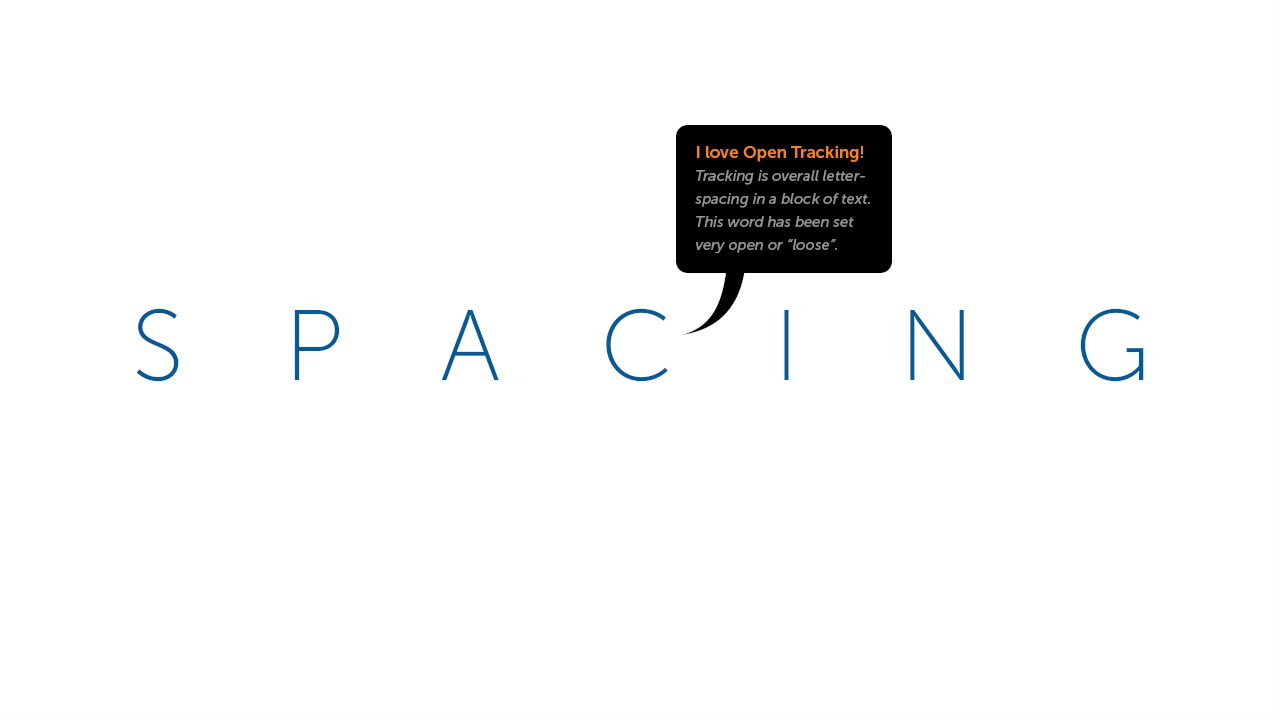 I love Open Tracking!
Tracking is overall letter-
spacing in a block of text.
This word has been set
very open or “loose”.
S P A C I N G